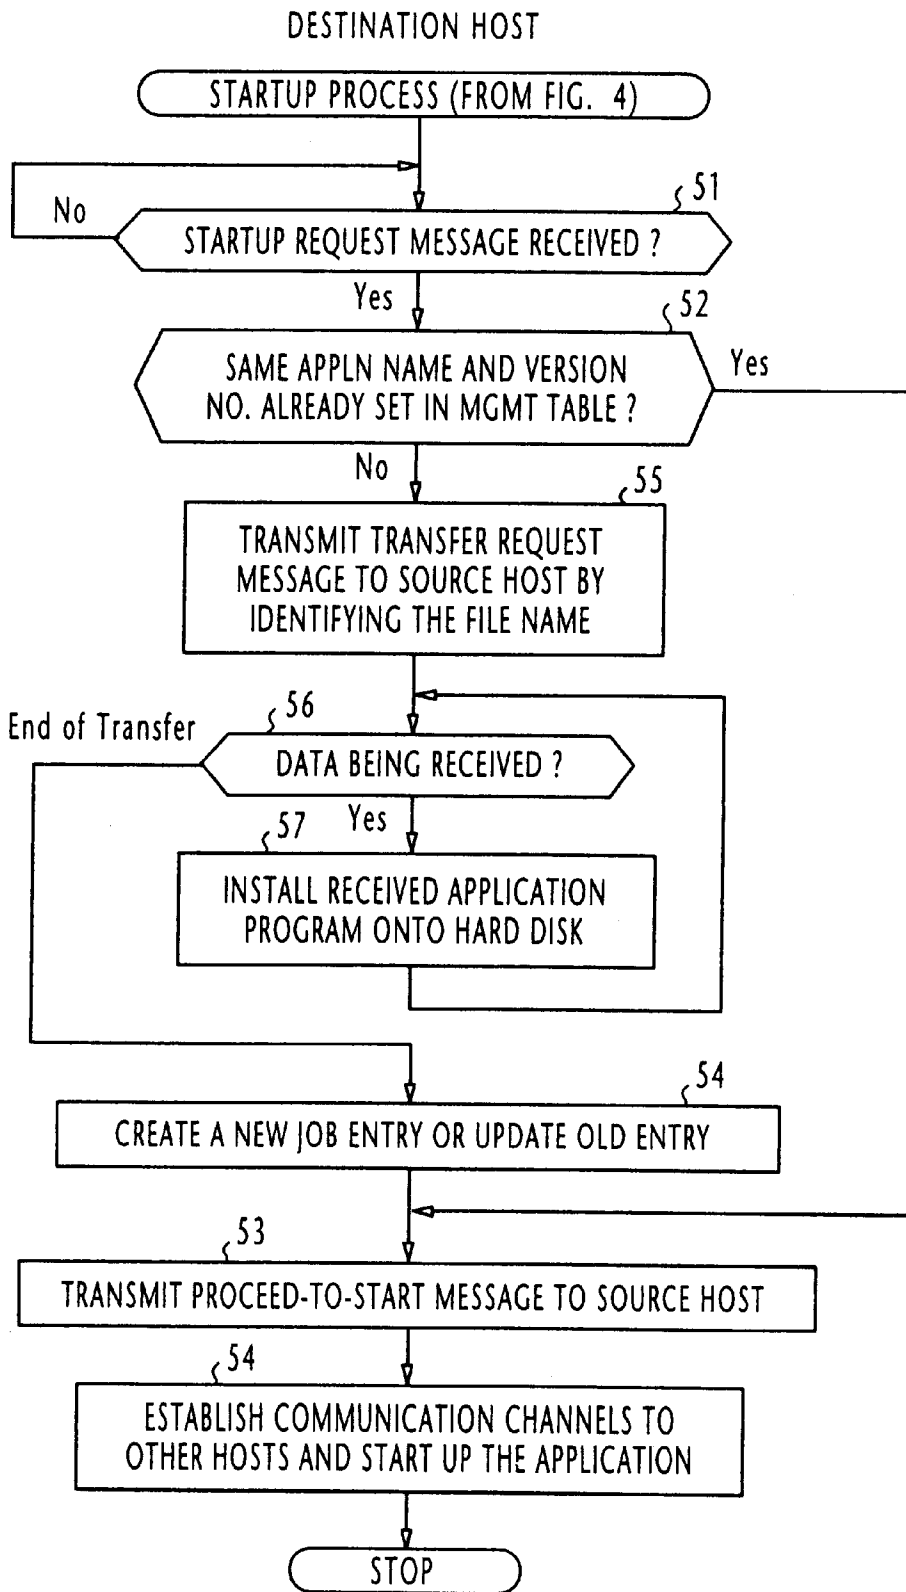 DESTINATION HOST
STARTUP PROCESS (FROM FIG. 4)
No
51
STARTUP REQUEST MESSAGE RECEIVED ?
Yes
52
SAME APPLN NAME AND VERSION
NO. ALREADY SET IN MGMT TABLE ?
Yes
No
55
TRANSMIT TRANSFER REQUEST
MESSAGE TO SOURCE HOST BY
IDENTIFYING THE FILE NAME
End of Transfer
56
DATA BEING RECEIVED ?
Yes
57
INSTALL RECEIVED APPLICATION
PROGRAM ONTO HARD DISK
54
CREATE A NEW JOB ENTRY OR UPDATE OLD ENTRY
53
TRANSMIT PROCEED-TO-START MESSAGE TO SOURCE HOST
54
ESTABLISH COMMUNICATION CHANNELS TO
OTHER HOSTS AND START UP THE APPLICATION
STOP